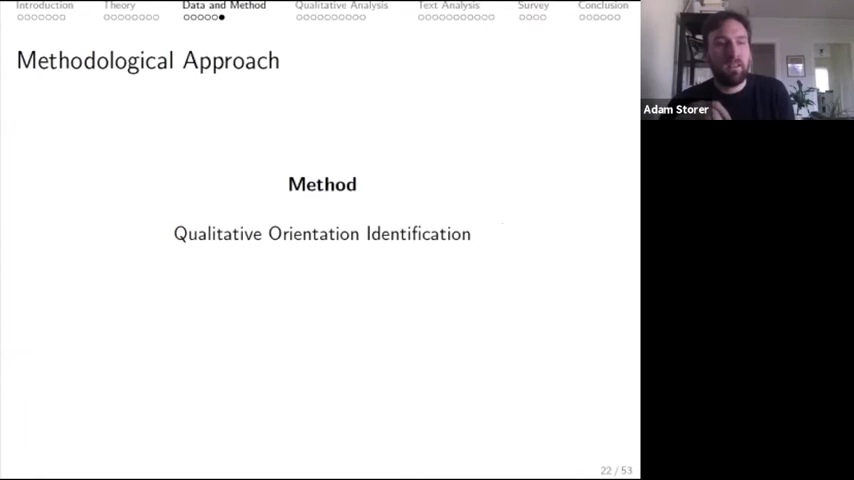 Introduction
Theory
Data and Method
Qualitative Analysis
Text Analysis
Survey
Conclusion
Methodological Approach
Adam Storer
Method
Qualitative Orientation Identification
22 / 53